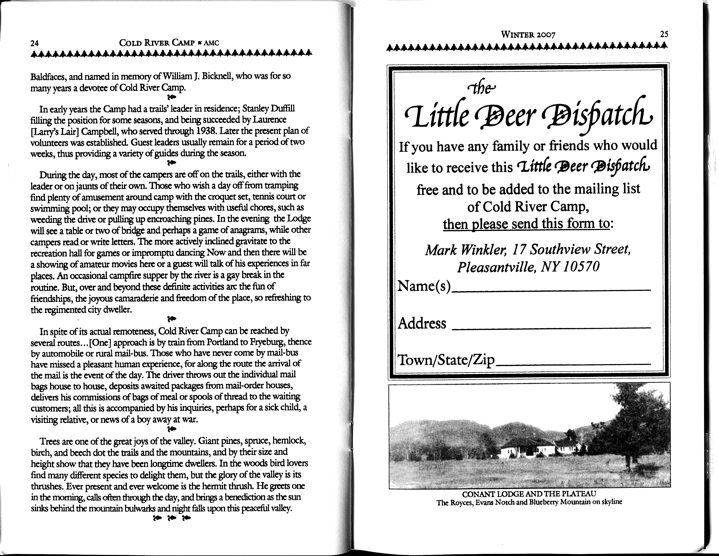 24
COLD RIVER CAMP ▪ AMC
Baldfaces, and named in memory of William J. Bicknell, who was for so
many years a devotee of Cold River Camp.
In early years the Camp had a trails' leader in residence; Stanley Duffill
filling the position for some seasons, and being succeeded by Laurence
[Larry's Lair] Campbell, who served through 1938. Later the present plan of
volunteers was established. Guest leaders usually remain for a period of two
weeks, thus providing a variety of guides during the season.
During the day, most of the campers are off on the trails, either with the
leader or on jaunts of their own. Those who wish a day off from tramping
find plenty of amusement around camp with the croquet set, tennis court or
swimming pool; or they may occupy themselves with useful chores, such as
weeding the drive or pulling up encroaching pines. In the evening the Lodge
will see a table or two of bridge and perhaps a game of anagrams, while other
campers read or write letters. The more actively inclined gravitate to the
recreation hall for games or impromptu dancing Now and then there will be
a showing of amateur movies here or a guest will talk of his experiences in far
places. An occasional campfire supper by the river is a gay break in the
routine. But, over and beyond these definite activities are the fun of
friendships, the joyous camaraderie and freedom of the place, so refreshing to
the regimented city dweller.
In spite of its actual remoteness, Cold River Camp can be reached by
several routes…[One] approach is by train from Portland to Fryeburg, thence
by automobile or rural mail-bus. Those who have never come by mail-bus
have missed a pleasant human experience, for along the route the arrival of
the mail is the event of the day. The driver throws out the individual mail
bags house to house, deposits awaited packages from mail-order houses,
delivers his commissions of bags of meal or spools of thread to the waiting
customers; all this is accompanied by his inquiries, perhaps for a sick child, a
visiting relative, or news of a boy away at war.
Trees are one of the great joys of the valley. Giant pines, spruce, hemlock,
birch, and beech dot the trails and the mountains, and by their size and
height show that they have been longtime dwellers. In the woods bird lovers
find many different species to delight them, but the glory of the valley is its
thrushes. Ever present and ever welcome is the hermit thrush. He greets one
in the morning, calls often through the day, and brings a benediction as the sun
sinks behind the mountain bulwarks and night falls upon this peaceful valley.
WINTER 2007
25
the
Little Deer Dispatch
If you have any family or friends who would
like to receive this Little Deer Dispatch
free and to be added to the mailing list
of Cold River Camp,
then please send this form to:
Mark Winkler, 17 Southview Street,
Pleasantville, NY 10570
Name(s)
Address
Town/State/Zip
CONANT LODGE AND THE PLATEAU
The Royces, Evans Notch and Blueberry Mountain on skyline